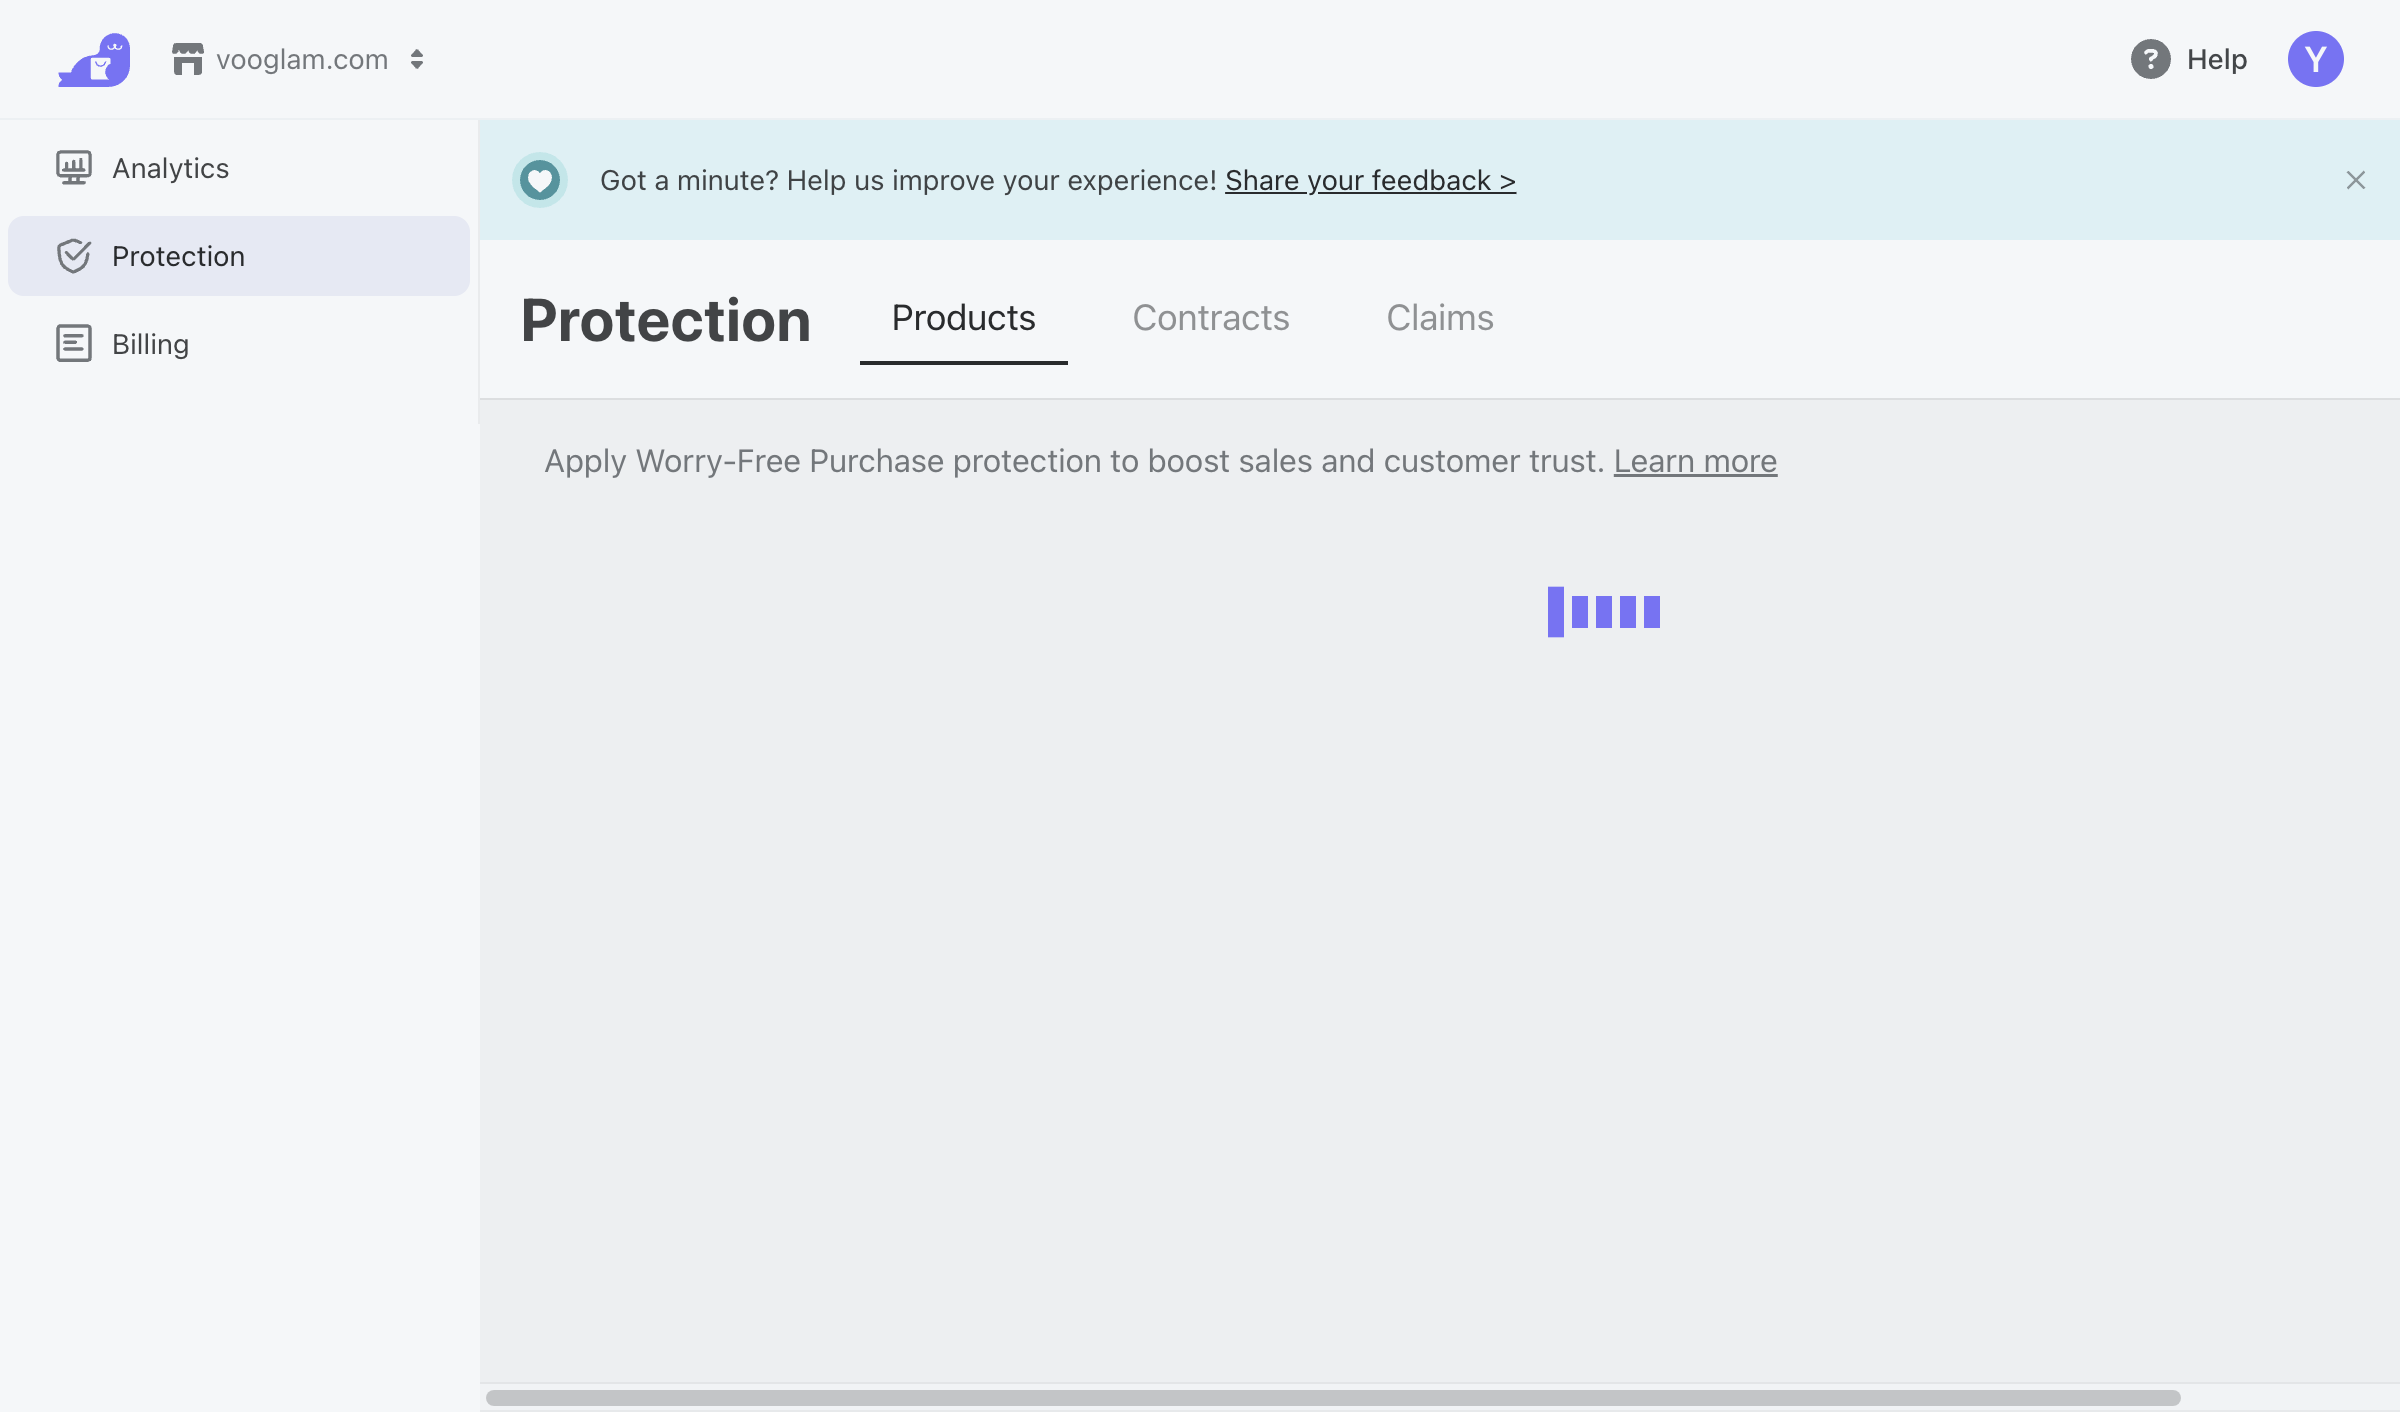 vooglam.com
? Help
Y
Analytics
Protection
Billing
Got a minute? Help us improve your experience! Share your feedback >
Protection
Products
Contracts
Claims
Apply Worry-Free Purchase protection to boost sales and customer trust. Learn more